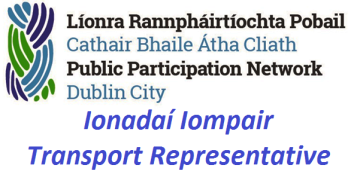 Líonra Rannpháirtíochta Pobail
Cathair Bhaile Átha Cliath
Public Participation Network
Dublin City
Ionadaí Iompair
Transport Representative